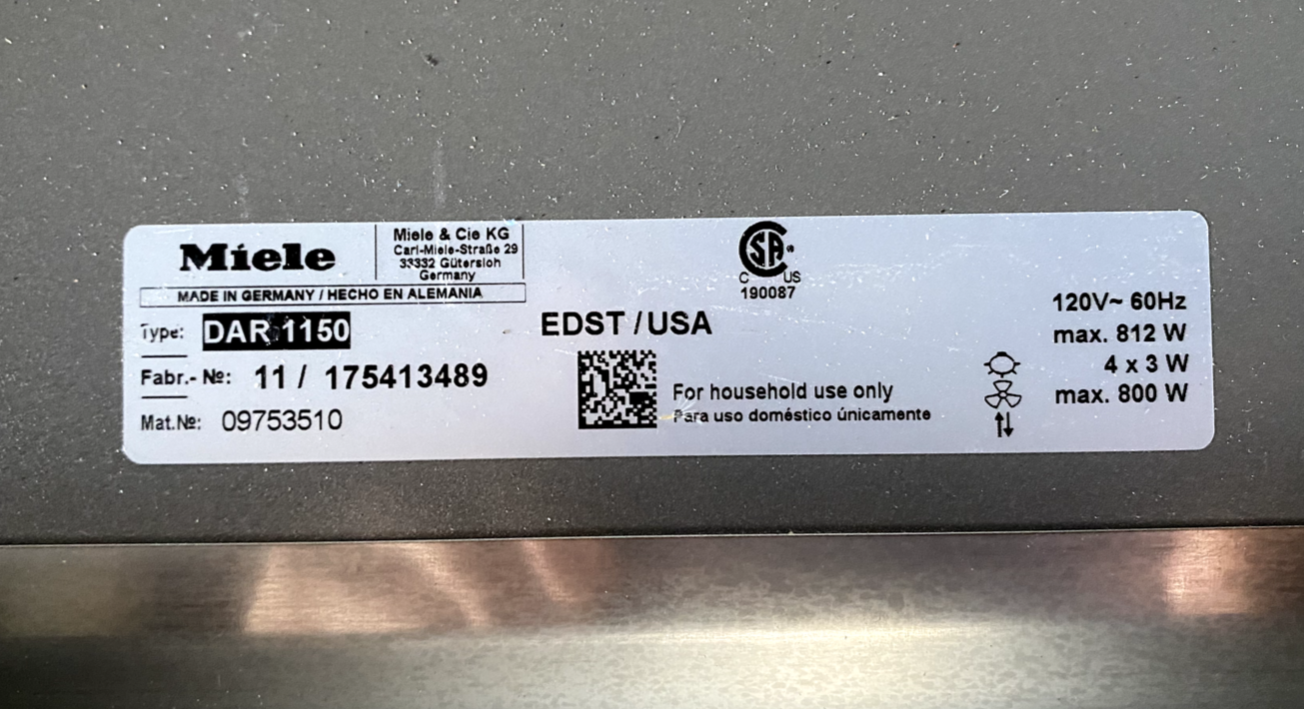 Miele
Miele & Cie KG
Carl-Miele-Straße 29
33332 Gütersloh
Germany
MADE IN GERMANY / HECHO EN ALEMANIA
Type: DAR 1150
Fabr.- №: 11 / 175413489
Mat.№: 09753510
EDST / USA
For household use only
Para uso doméstico únicamente
SA
C US
190087
120V~ 60Hz
max. 812 W
4 x 3 W
max. 800 W